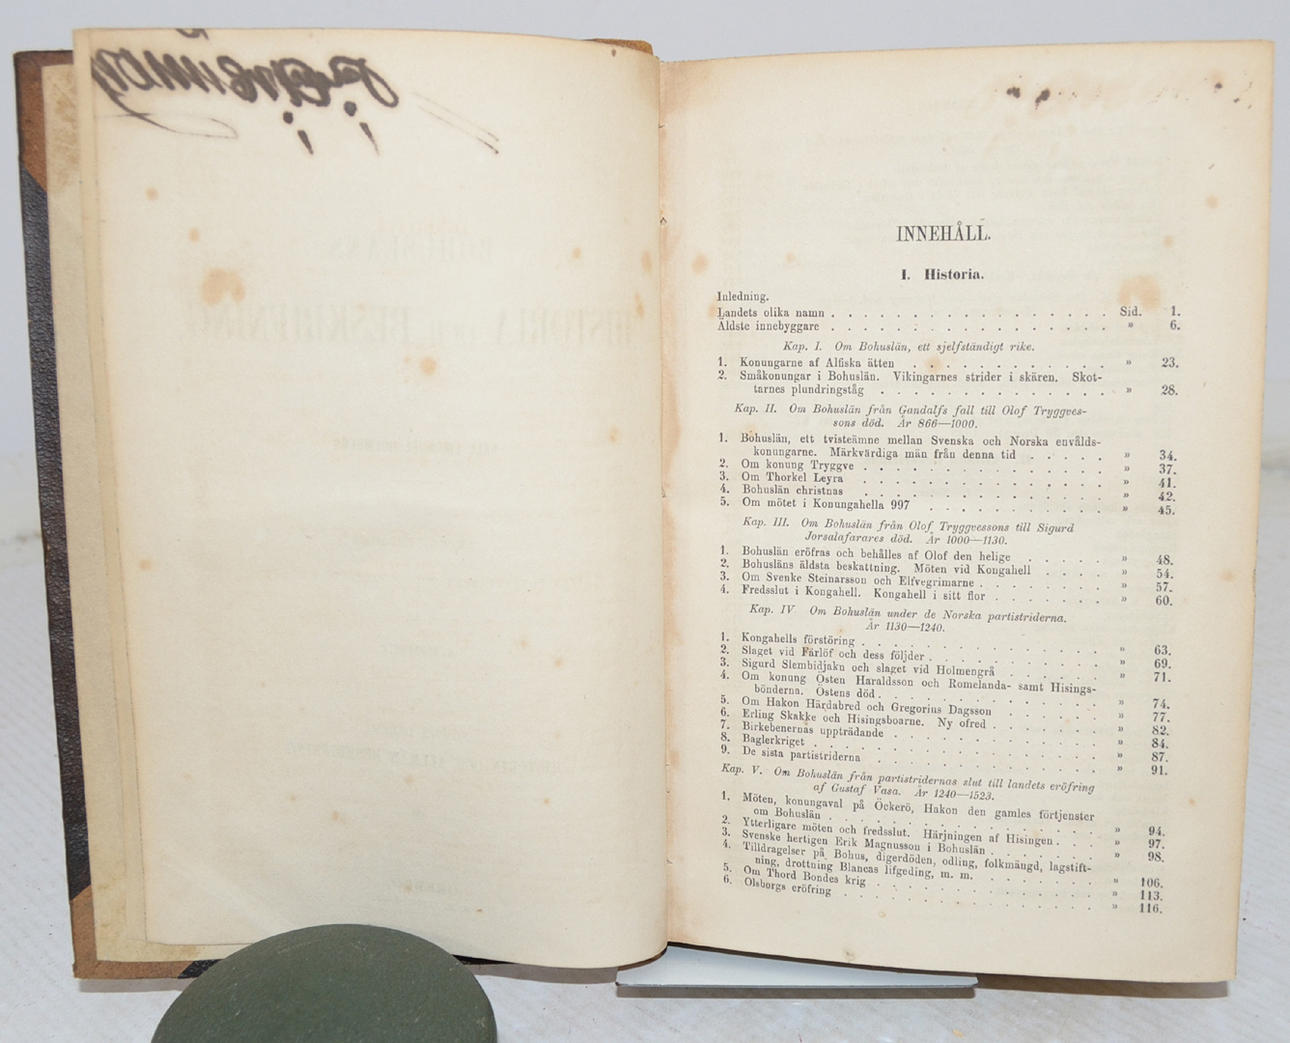 INNEHÅLL.
I. Historia.
Inledning.
Landets olika namn . . . . . . . . . . . . . . . . . Sid. 1.
Äldste innebyggare . . . . . . . . . . . . . . . . . » 6.
Kap. I. Om Bohuslän, ett sjelfständigt rike.
1. Konungarne af Alfiska ätten . . . . . . . . . . . » 23.
2. Småkonungar i Bohuslän. Vikingarnes strider i skären. Skot-
tarnes plundringståg . . . . . . . . . . . . . » 28.
Kap. II. Om Bohuslän från Gandalfs fall till Olof Tryggves-
sons död. År 866—1000.
1. Bohuslän, ett tvisteämne mellan Svenska och Norska envålds-
konungarne. Märkvärdiga män från denna tid . . . . . » 34.
2. Om konung Tryggve . . . . . . . . . . . . . . . » 37.
3. Om Thorkel Leyra . . . . . . . . . . . . . . . » 41.
4. Bohuslän christnas . . . . . . . . . . . . . . . » 42.
5. Om mötet i Konungahella 997 . . . . . . . . . . . » 45.
Kap. III. Om Bohuslän från Olof Tryggvessons till Sigurd
Jorsalafarares död. År 1000—1130.
1. Bohuslän eröfras och behålles af Olof den helige . . . . . » 48.
2. Bohusläns äldsta beskattning. Möten vid Kongahell . . . . » 54.
3. Om Svenke Steinarsson och Elfvegrimarne . . . . . . . » 57.
4. Fredsslut i Kongahell. Kongahell i sitt flor . . . . . . . » 60.
Kap. IV Om Bohuslän under de Norska partistriderna.
År 1130—1240.
1. Kongahells förstöring . . . . . . . . . . . . . . . » 63.
2. Slaget vid Färlöf och dess följder . . . . . . . . . . . » 69.
3. Sigurd Slembidjakn och slaget vid Holmengrå . . . . . . » 71.
4. Om konung Östen Haraldsson och Romelanda- samt Hisings-
bönderna. Östens död . . . . . . . . . . . . . » 74.
5. Om Hakon Härdabred och Gregorius Dagsson . . . . . . » 77.
6. Erling Skakke och Hisingsboarne. Ny ofred . . . . . . » 82.
7. Birkebenernas uppträdande . . . . . . . . . . . . » 84.
8. Baglerkriget . . . . . . . . . . . . . . . . . » 87.
9. De sista partistriderna . . . . . . . . . . . . . . » 91.
Kap. V. Om Bohuslän från partistridernas slut till landets eröfring
af Gustaf Vasa. År 1240—1523.
1. Möten, konungaval på Öckerö, Hakon den gamles förtjenster
om Bohuslän . . . . . . . . . . . . . . . . » 94.
2. Ytterligare möten och fredsslut. Härjningen af Hisingen . . . » 97.
3. Svenske hertigen Erik Magnusson i Bohuslän . . . . . . . » 98.
4. Tilldragelser på Bohus, digerdöden, odling, folkmängd, lagstift-
ning, drottning Blancas lifgeding, m. m. . . . . . . . » 106.
5. Om Thord Bondes krig . . . . . . . . . . . . . . » 113.
6. Olsborgs eröfring . . . . . . . . . . . . . . . » 116.